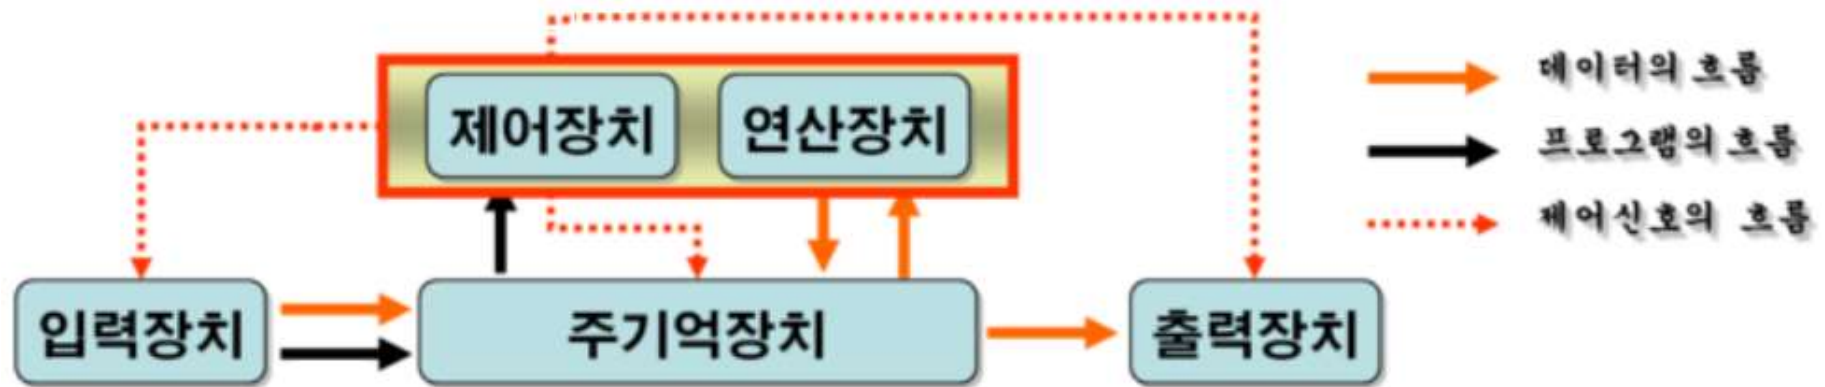 제어장치
연산장치
입력장치
주기억장치
출력장치
데이터의 흐름
프로그램의 흐름
제어신호의 흐름